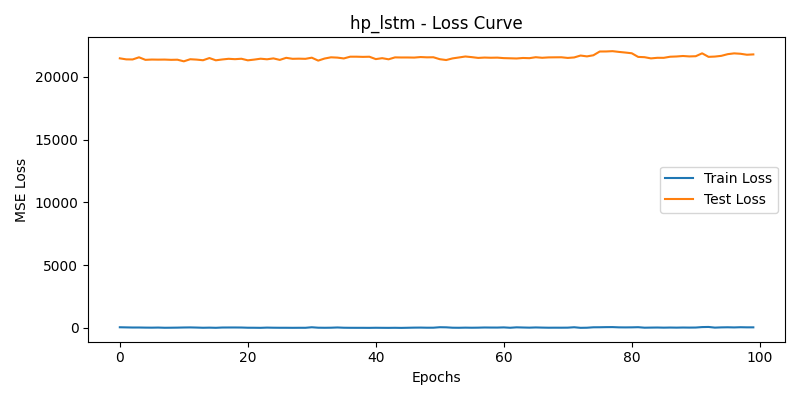 hp_lstm - Loss Curve
MSE Loss
20000
15000
10000
5000
0
Train Loss
Test Loss
0 20 40 60 80 100
Epochs